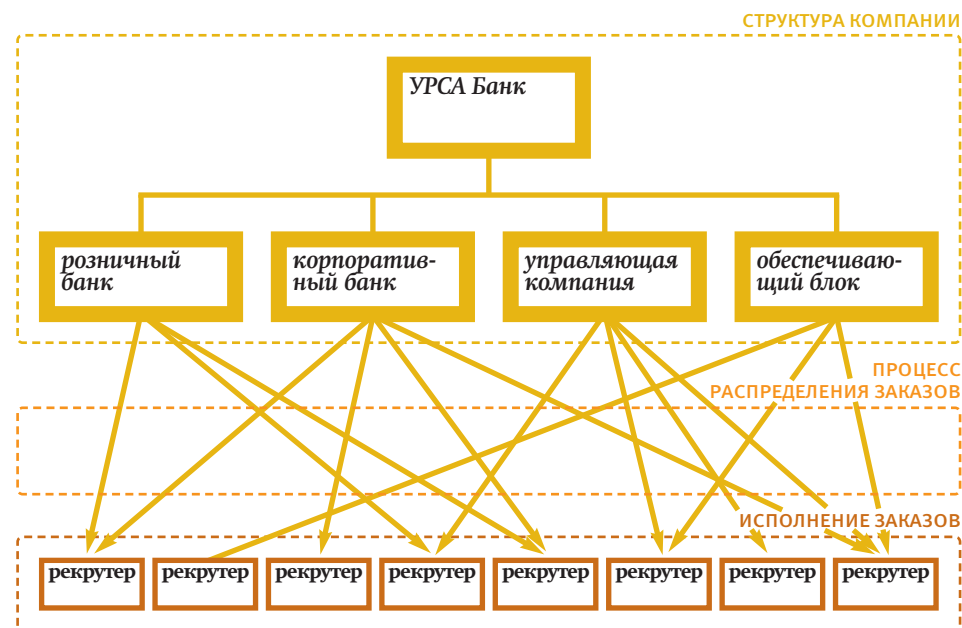 СТРУКТУРА КОМПАНИИ
УРСА Банк
розничный
банк
корпоратив-
ный банк
управляющая
компания
обеспечиваю-
щий блок
ПРОЦЕСС
РАСПРЕДЕЛЕНИЯ ЗАКАЗОВ
ИСПОЛНЕНИЕ ЗАКАЗОВ
рекрутер
рекрутер
рекрутер
рекрутер
рекрутер
рекрутер
рекрутер
рекрутер